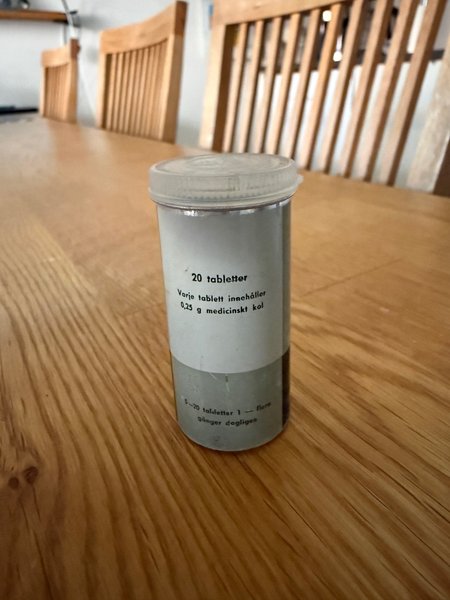 20 tabletter
Varje tablett innehåller
0,25 g medicinskt kol
5—20 tabletter 1 — flera
gånger dagligen